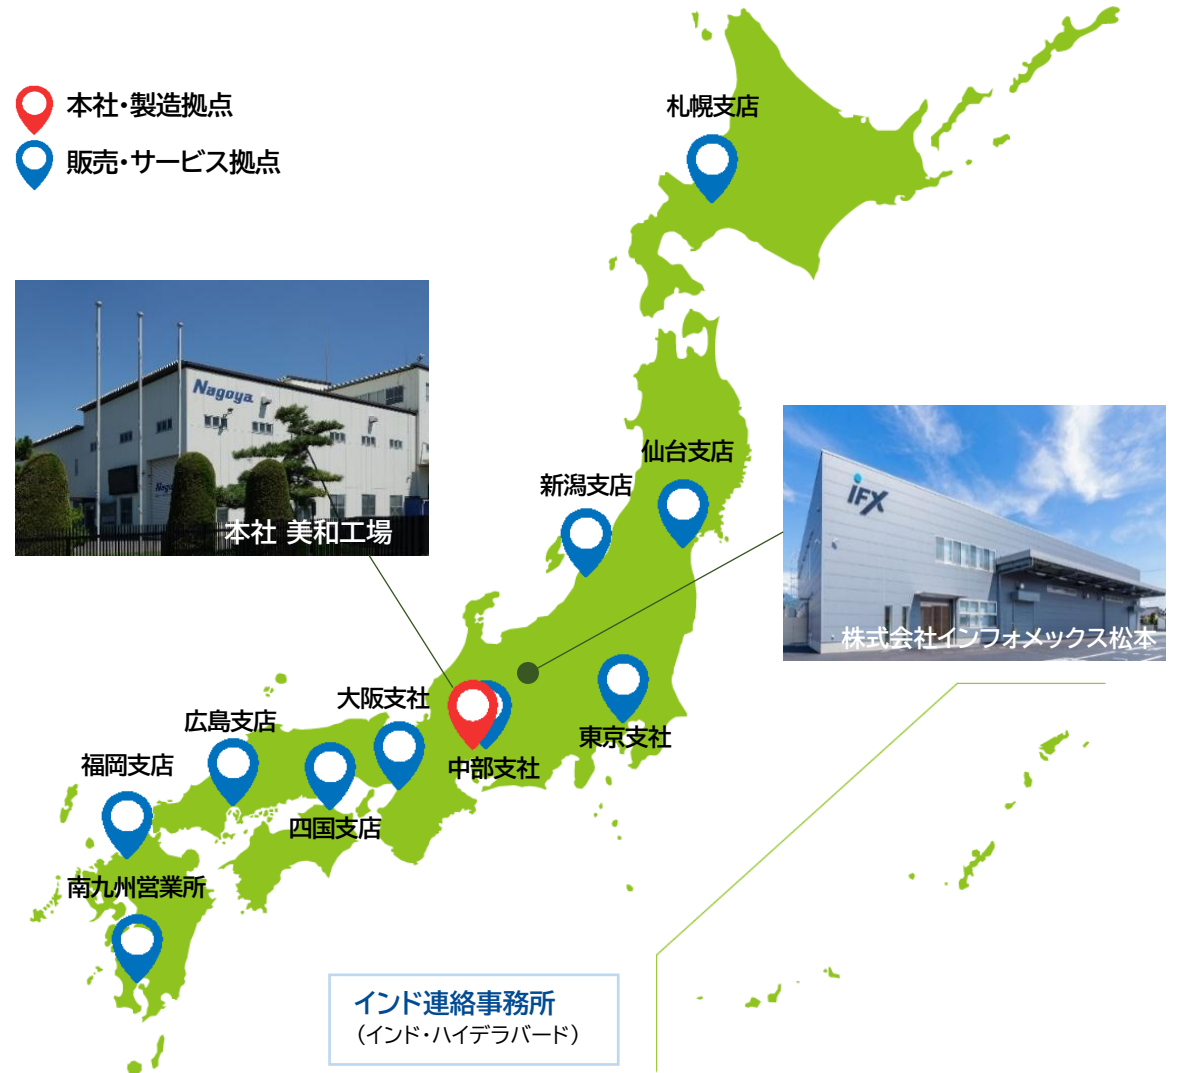 本社・製造拠点
販売・サービス拠点
札幌支店
Nagoya
本社 美和工場
仙台支店
新潟支店
iFX
株式会社インフォメックス松本
大阪支社
広島支店
東京支社
福岡支店
中部支社
四国支店
南九州営業所
インド連絡事務所
（インド・ハイデラバード）